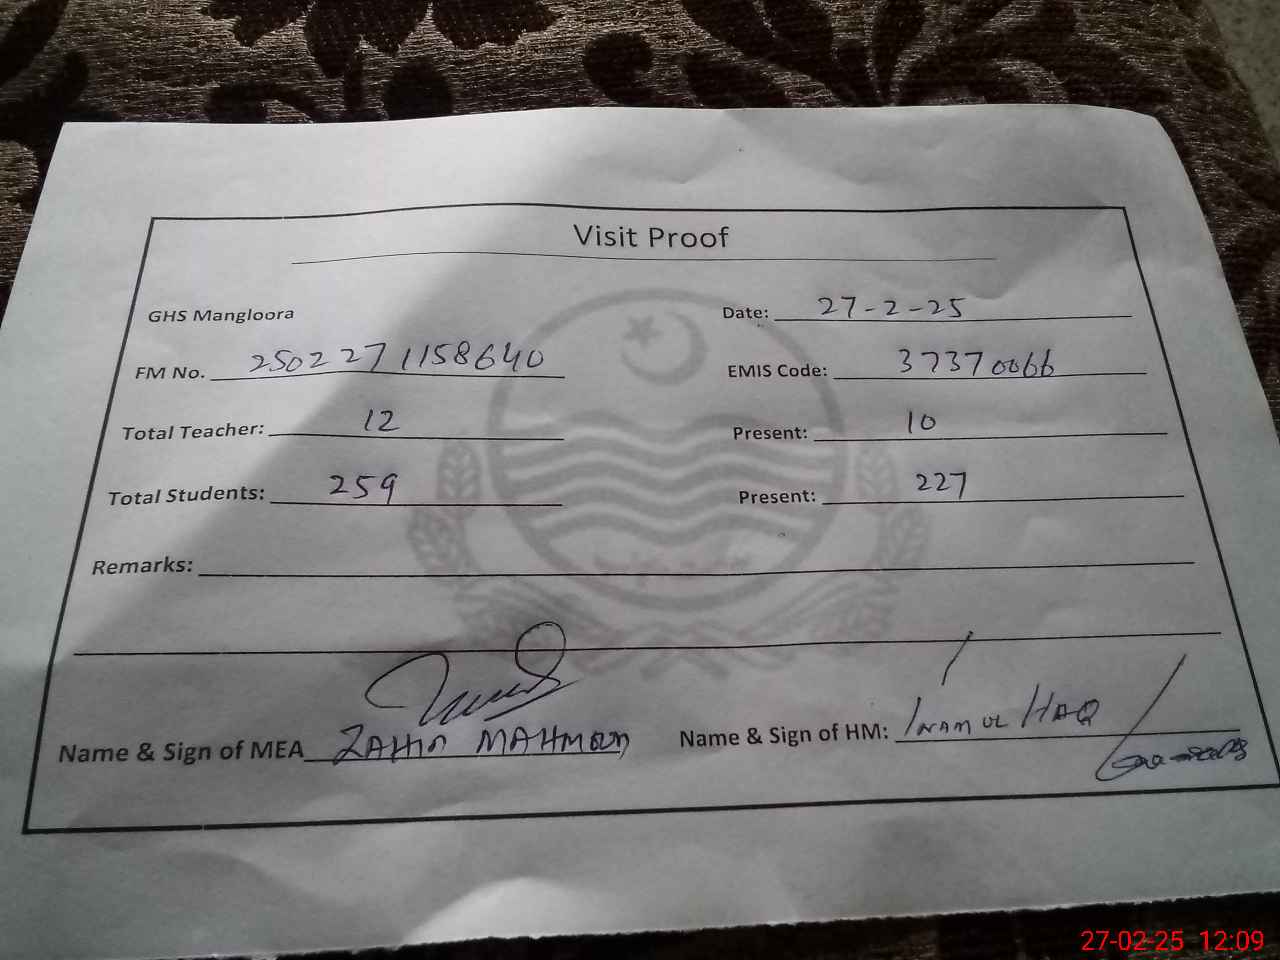 Visit Proof
GHS Mangloora Date: 27-2-25
FM No. 2502271158640 EMIS Code: 37370066
Total Teacher: 12 Present: 10
Total Students: 259 Present: 227
Remarks:
Name & Sign of MEA ZAHID MAHMOOD Name & Sign of HM: INAM UL HAQ
27-02-25 12:09